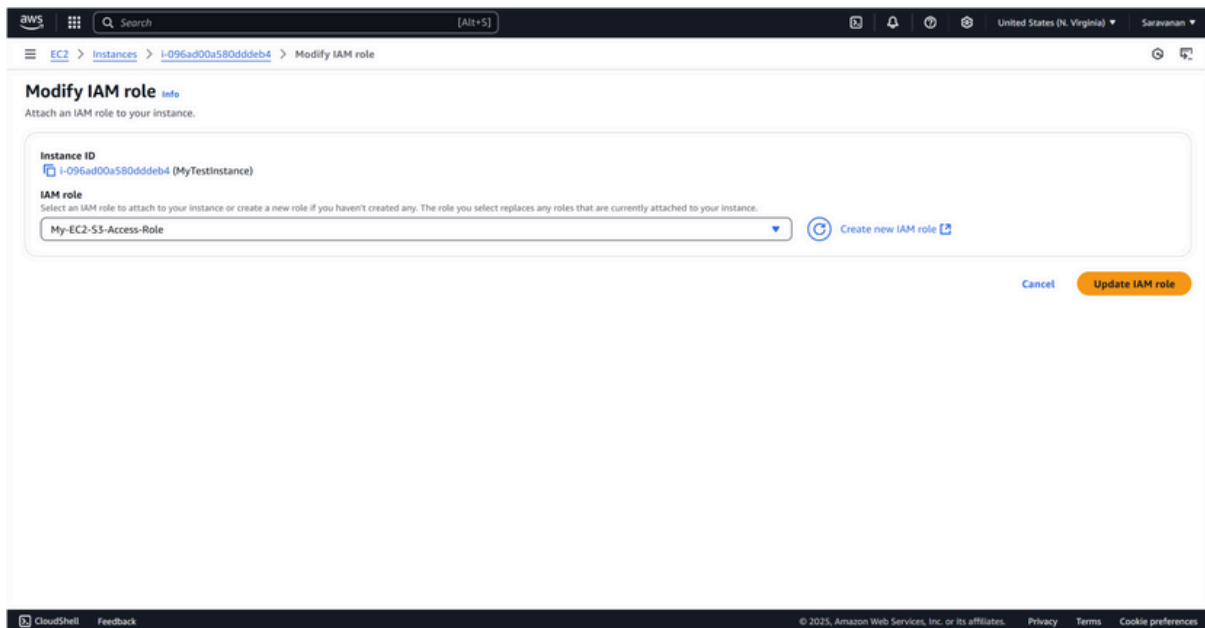 aws Search [Alt+S] United States (N. Virginia) Saravanan
EC2 > Instances > i-096ad00a580dddeb4 > Modify IAM role
Modify IAM role Info
Attach an IAM role to your instance.
Instance ID
i-096ad00a580dddeb4 (MyTestInstance)
IAM role
Select an IAM role to attach to your instance or create a new role if you haven't created any. The role you select replaces any roles that are currently attached to your instance.
My-EC2-S3-Access-Role Create new IAM role
Cancel Update IAM role
CloudShell Feedback © 2025, Amazon Web Services, Inc. or its affiliates. Privacy Terms Cookie preferences